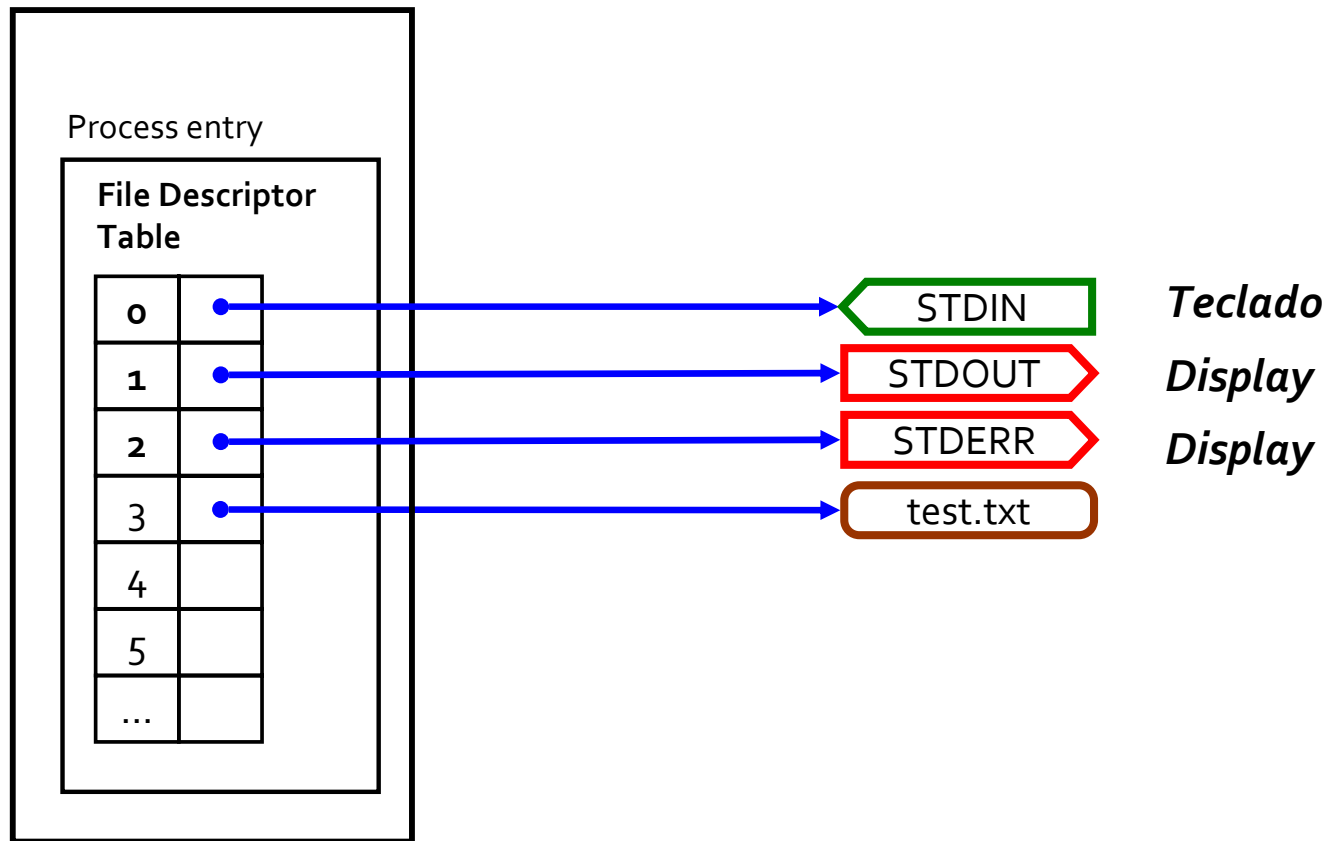 Process entry
File Descriptor
Table
0 STDIN Teclado
1 STDOUT Display
2 STDERR Display
3 test.txt
4
5
...